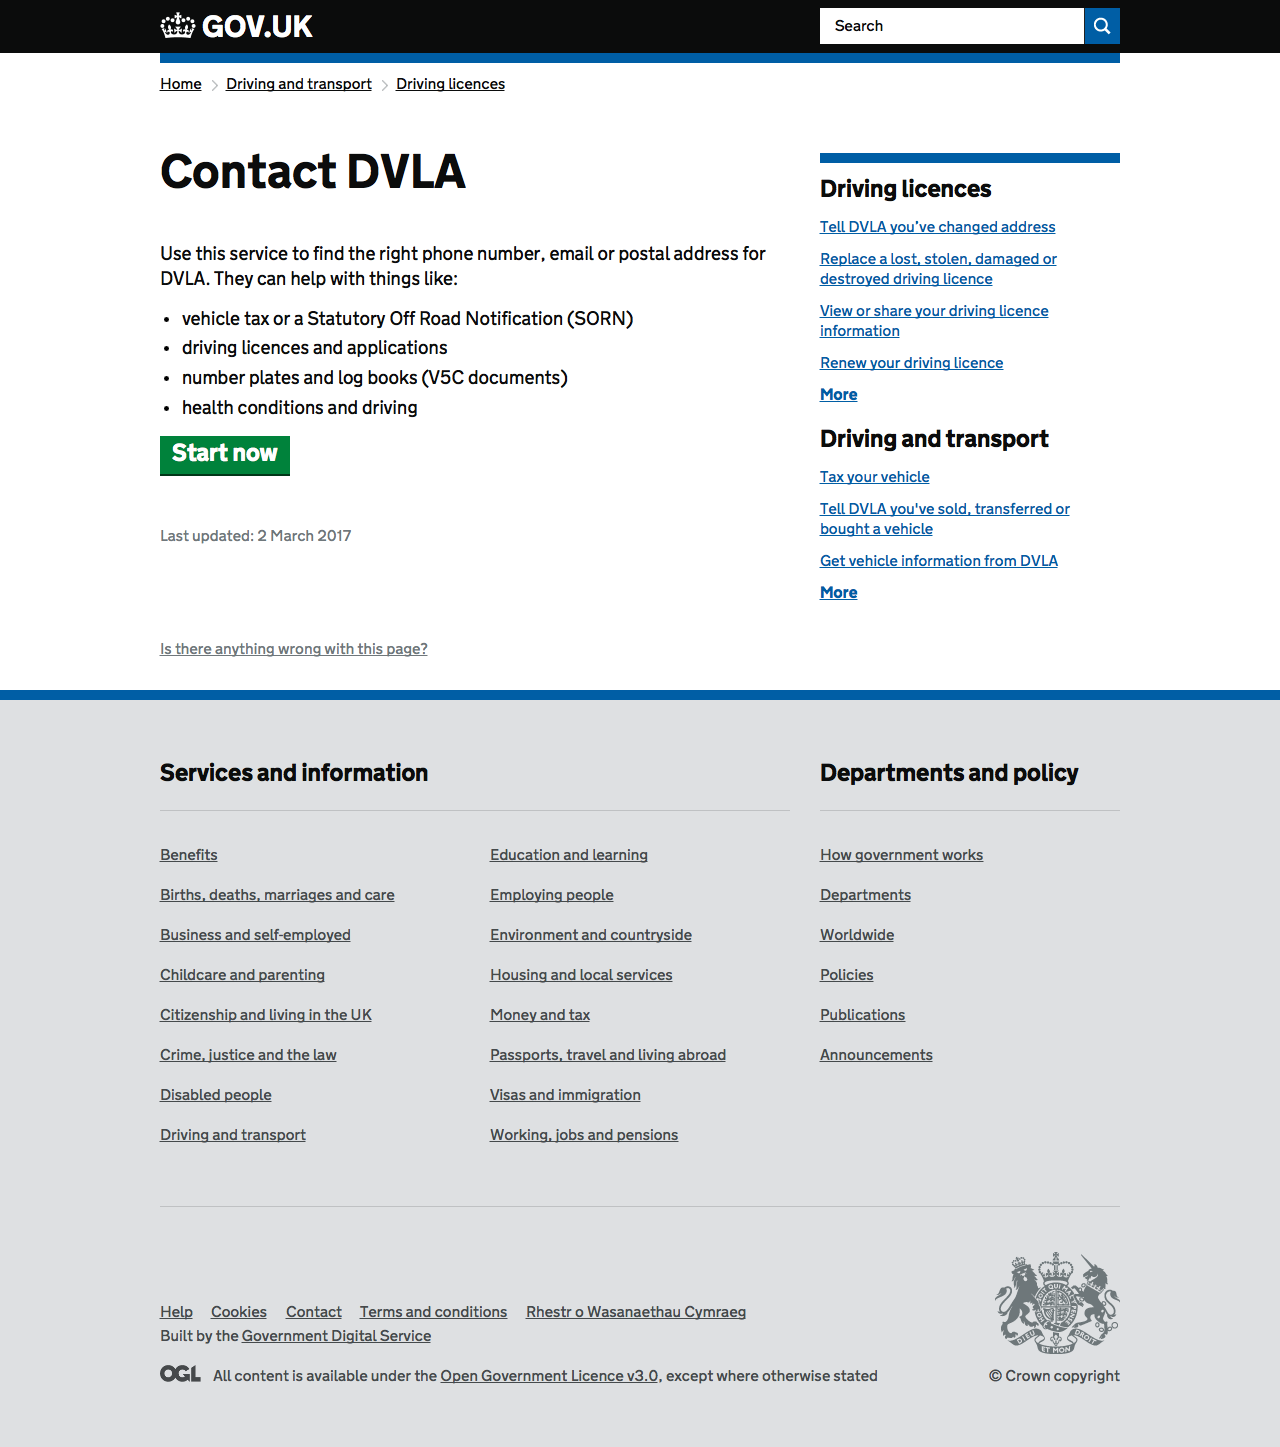 GOV.UK
Search
Home
Driving and transport
Driving licences
Contact DVLA
Use this service to find the right phone number, email or postal address for
DVLA. They can help with things like:
• vehicle tax or a Statutory Off Road Notification (SORN)
• driving licences and applications
• number plates and log books (V5C documents)
• health conditions and driving
Start now
Last updated: 2 March 2017
Is there anything wrong with this page?
Driving licences
Tell DVLA you’ve changed address
Replace a lost, stolen, damaged or
destroyed driving licence
View or share your driving licence
information
Renew your driving licence
More
Driving and transport
Tax your vehicle
Tell DVLA you've sold, transferred or
bought a vehicle
Get vehicle information from DVLA
More
Services and information
Benefits
Births, deaths, marriages and care
Business and self-employed
Childcare and parenting
Citizenship and living in the UK
Crime, justice and the law
Disabled people
Driving and transport
Education and learning
Employing people
Environment and countryside
Housing and local services
Money and tax
Passports, travel and living abroad
Visas and immigration
Working, jobs and pensions
Departments and policy
How government works
Departments
Worldwide
Policies
Publications
Announcements
Help Cookies Contact Terms and conditions Rhestr o Wasanaethau Cymraeg
Built by the Government Digital Service
OGL All content is available under the Open Government Licence v3.0, except where otherwise stated
DIEU ET MON DROIT
© Crown copyright